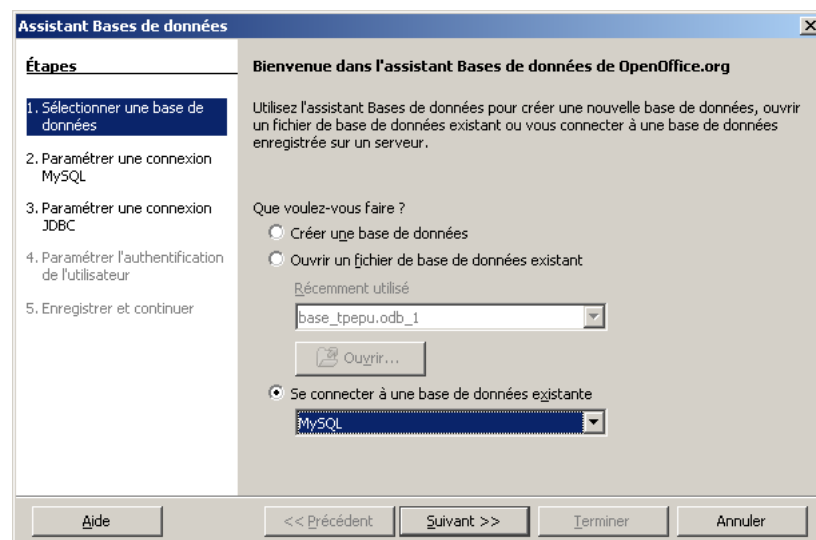 Assistant Bases de données
Étapes
1. Sélectionner une base de
données
2. Paramétrer une connexion
MySQL
3. Paramétrer une connexion
JDBC
4. Paramétrer l'authentification
de l'utilisateur
5. Enregistrer et continuer
Bienvenue dans l'assistant Bases de données de OpenOffice.org
Utilisez l'assistant Bases de données pour créer une nouvelle base de données, ouvrir
un fichier de base de données existant ou vous connecter à une base de données
enregistrée sur un serveur.
Que voulez-vous faire ?
Créer une base de données
Ouvrir un fichier de base de données existant
Récemment utilisé
base_tpepu.odb_1
Ouvrir...
Se connecter à une base de données existante
MySQL
Aide
<< Précédent
Suivant >>
Terminer
Annuler